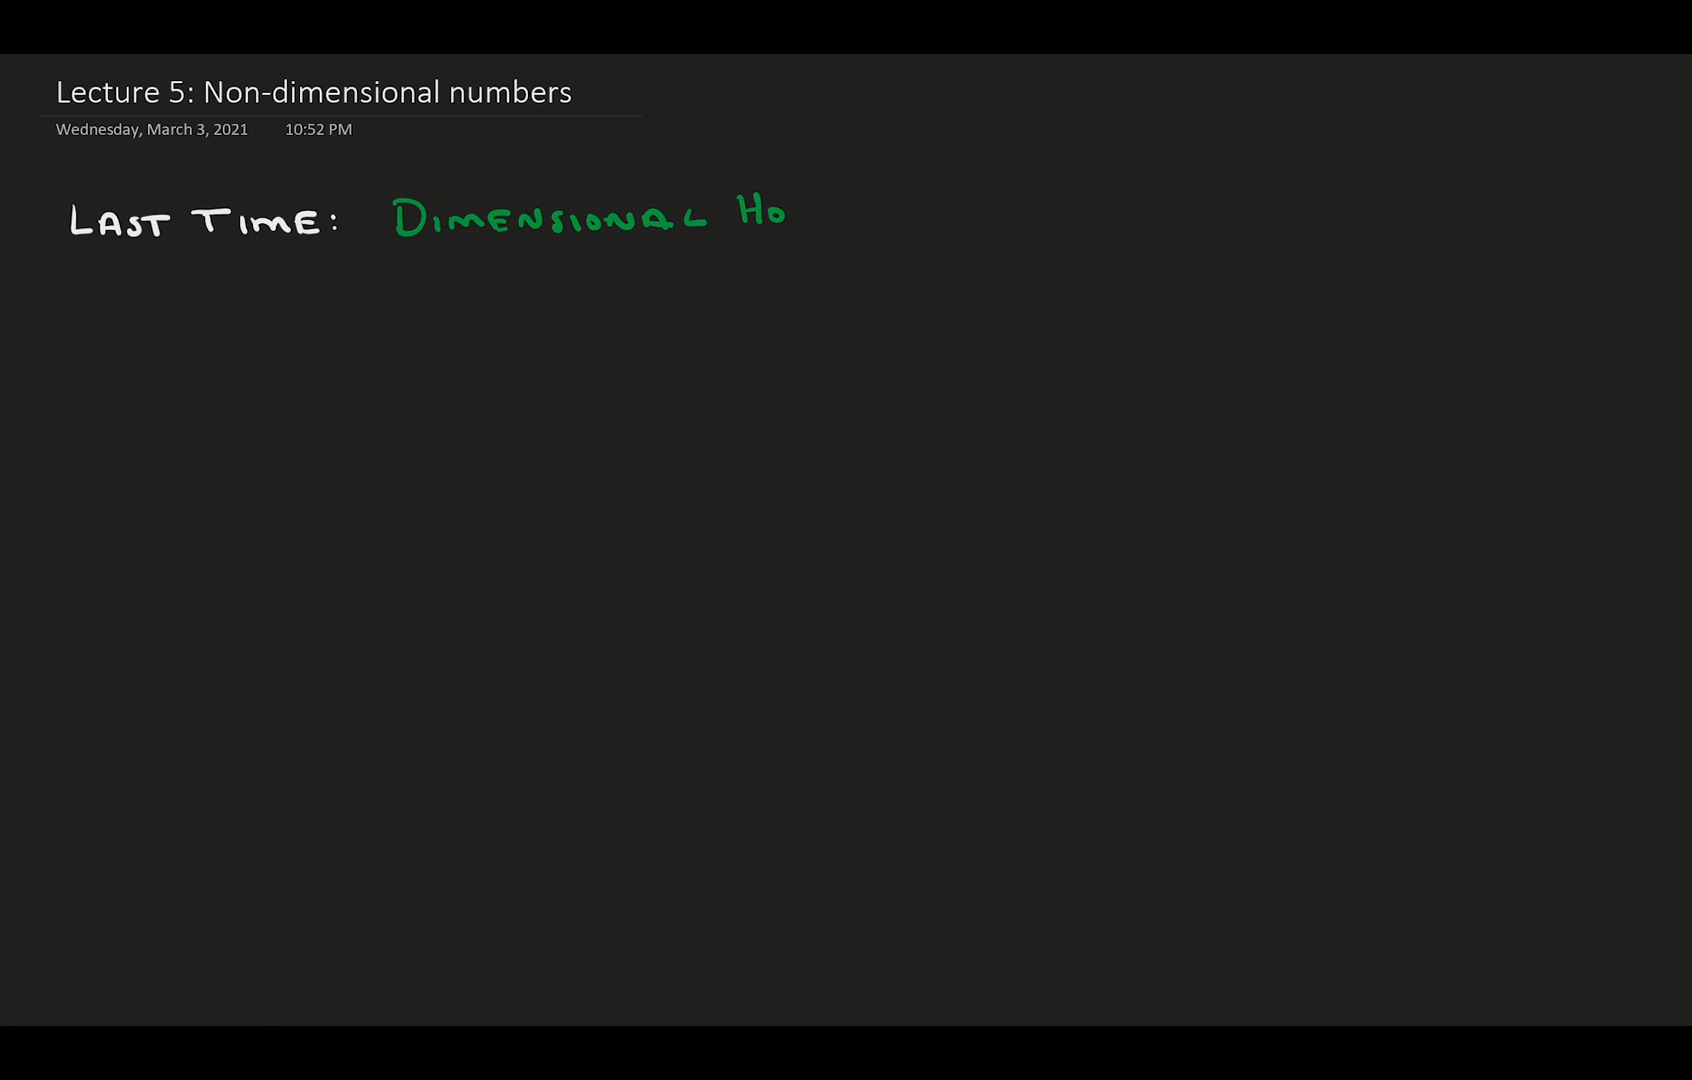 Lecture 5: Non-dimensional numbers
Wednesday, March 3, 2021 10:52 PM
LAST TIME: DIMENSIONAL HO